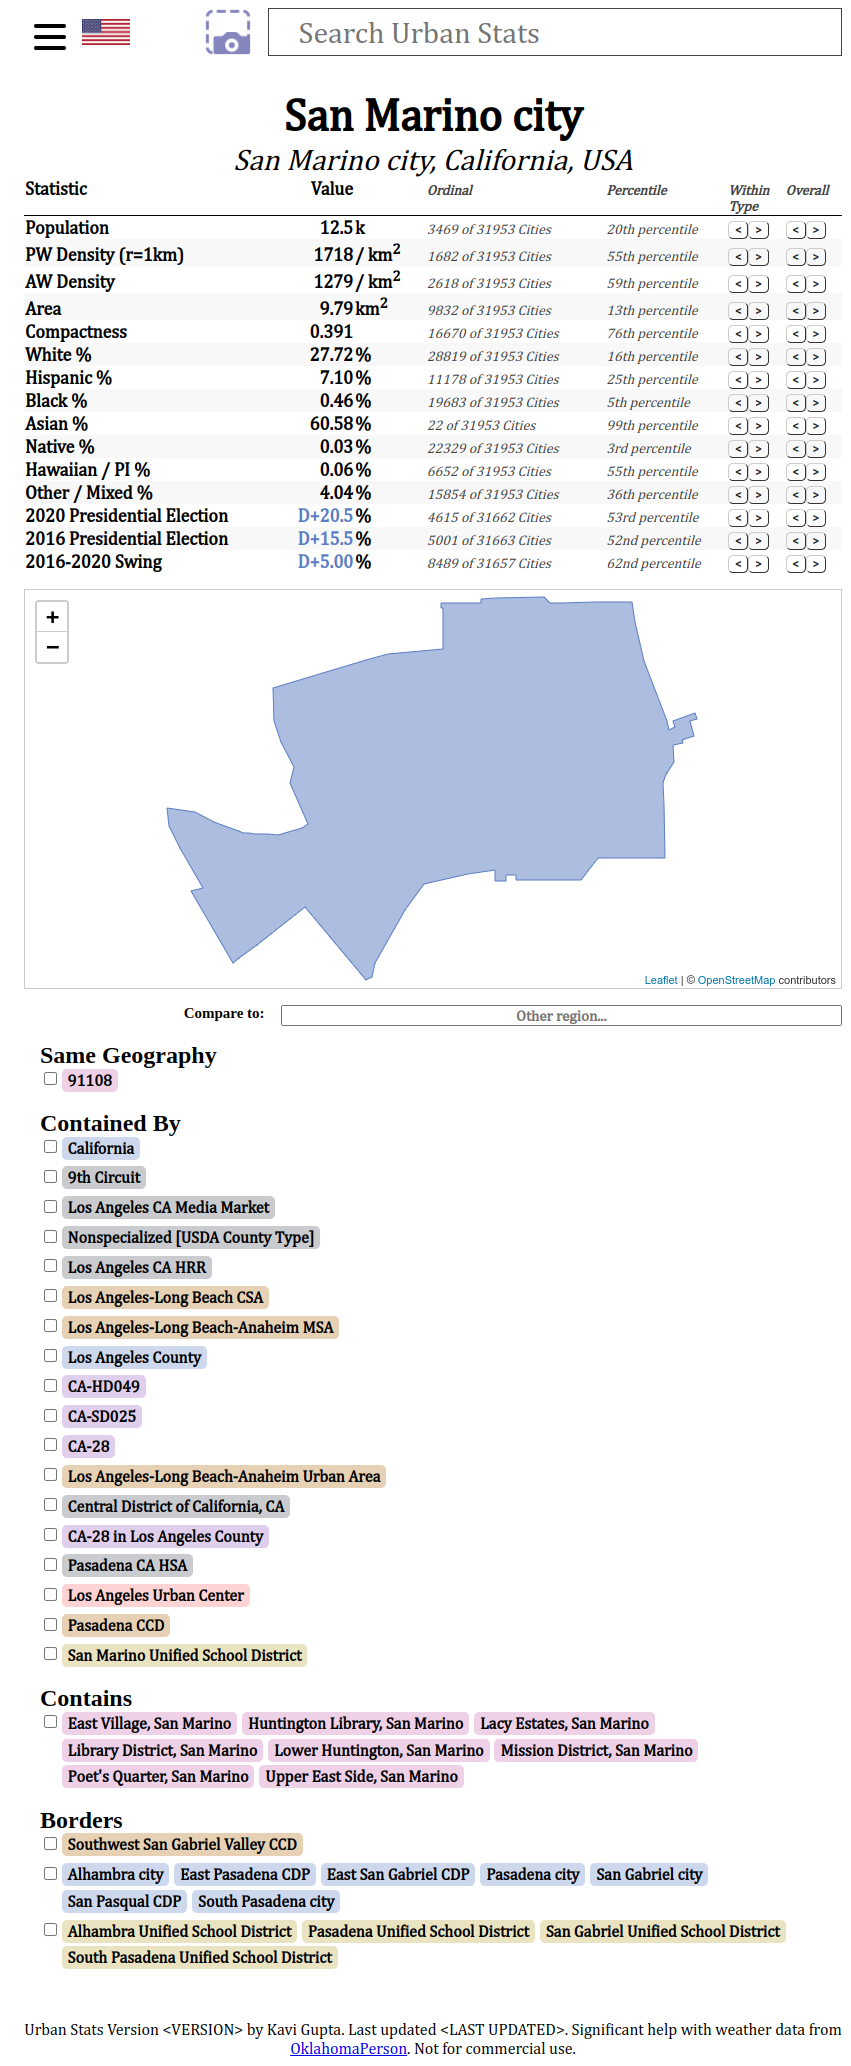 Search Urban Stats
San Marino city
San Marino city, California, USA
Statistic Value Ordinal Percentile Within Type Overall
Population 12.5 k 3469 of 31953 Cities 20th percentile < > < >
PW Density (r=1km) 1718 / km2 1682 of 31953 Cities 55th percentile < > < >
AW Density 1279 / km2 2618 of 31953 Cities 59th percentile < > < >
Area 9.79 km2 9832 of 31953 Cities 13th percentile < > < >
Compactness 0.391 16670 of 31953 Cities 76th percentile < > < >
White % 27.72 % 28819 of 31953 Cities 16th percentile < > < >
Hispanic % 7.10 % 11178 of 31953 Cities 25th percentile < > < >
Black % 0.46 % 19683 of 31953 Cities 5th percentile < > < >
Asian % 60.58 % 22 of 31953 Cities 99th percentile < > < >
Native % 0.03 % 22329 of 31953 Cities 3rd percentile < > < >
Hawaiian / PI % 0.06 % 6652 of 31953 Cities 55th percentile < > < >
Other / Mixed % 4.04 % 15854 of 31953 Cities 36th percentile < > < >
2020 Presidential Election D+20.5 % 4615 of 31662 Cities 53rd percentile < > < >
2016 Presidential Election D+15.5 % 5001 of 31663 Cities 52nd percentile < > < >
2016-2020 Swing D+5.00 % 8489 of 31657 Cities 62nd percentile < > < >
+
−
Leaflet | © OpenStreetMap contributors
Compare to: Other region...
Same Geography
91108
Contained By
California
9th Circuit
Los Angeles CA Media Market
Nonspecialized [USDA County Type]
Los Angeles CA HRR
Los Angeles-Long Beach CSA
Los Angeles-Long Beach-Anaheim MSA
Los Angeles County
CA-HD049
CA-SD025
CA-28
Los Angeles-Long Beach-Anaheim Urban Area
Central District of California, CA
CA-28 in Los Angeles County
Pasadena CA HSA
Los Angeles Urban Center
Pasadena CCD
San Marino Unified School District
Contains
East Village, San Marino Huntington Library, San Marino Lacy Estates, San Marino
Library District, San Marino Lower Huntington, San Marino Mission District, San Marino
Poet's Quarter, San Marino Upper East Side, San Marino
Borders
Southwest San Gabriel Valley CCD
Alhambra city East Pasadena CDP East San Gabriel CDP Pasadena city San Gabriel city
San Pasqual CDP South Pasadena city
Alhambra Unified School District Pasadena Unified School District San Gabriel Unified School District
South Pasadena Unified School District
Urban Stats Version <VERSION> by Kavi Gupta. Last updated <LAST UPDATED>. Significant help with weather data from
OklahomaPerson. Not for commercial use.